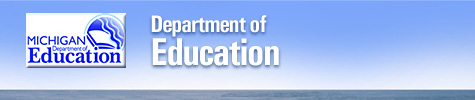 MICHIGAN
Department of
Education
Department of
Education